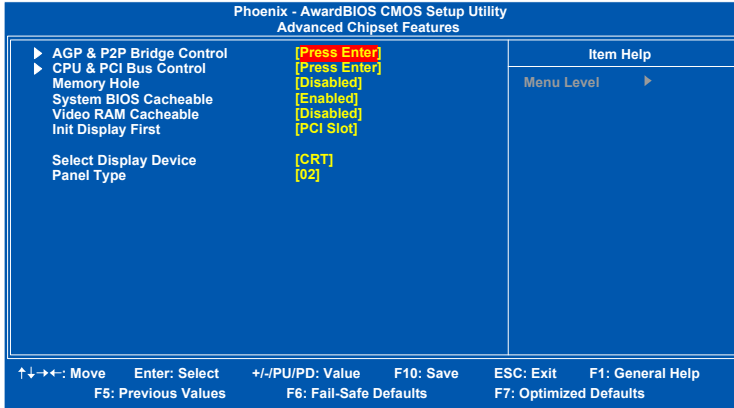 Phoenix - AwardBIOS CMOS Setup Utility
Advanced Chipset Features
AGP & P2P Bridge Control [Press Enter]
CPU & PCI Bus Control [Press Enter]
Memory Hole [Disabled]
System BIOS Cacheable [Enabled]
Video RAM Cacheable [Disabled]
Init Display First [PCI Slot]
Select Display Device [CRT]
Panel Type [02]
Item Help
Menu Level
↑↓→←: Move Enter: Select +/-/PU/PD: Value F10: Save ESC: Exit F1: General Help
F5: Previous Values F6: Fail-Safe Defaults F7: Optimized Defaults